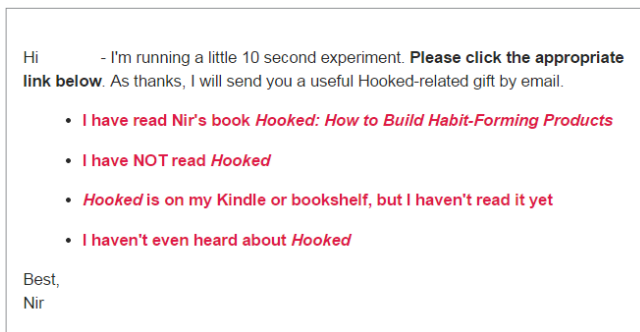 Hi - I'm running a little 10 second experiment. Please click the appropriate
link below. As thanks, I will send you a useful Hooked-related gift by email.
• I have read Nir's book Hooked: How to Build Habit-Forming Products
• I have NOT read Hooked
• Hooked is on my Kindle or bookshelf, but I haven't read it yet
• I haven't even heard about Hooked
Best,
Nir